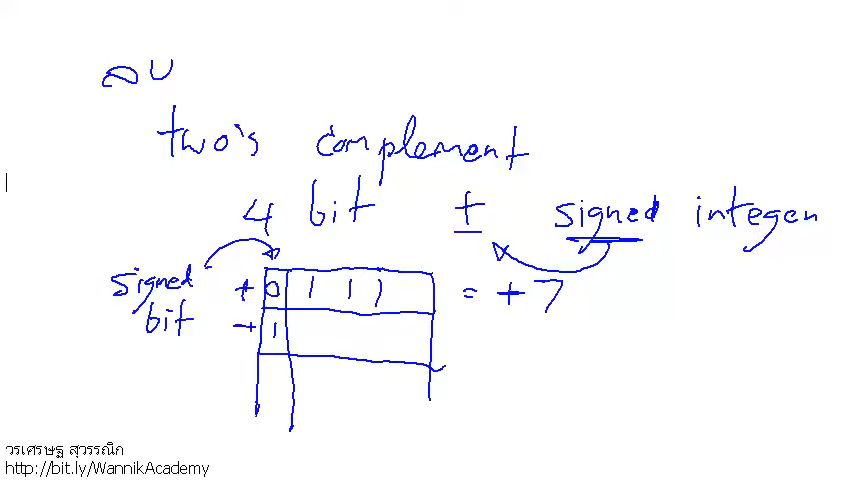 ลบ
two's complement
4 bit ± signed integer
signed + 0 1 1 1 = + 7
bit - 1
วรเศรษฐ สุวรรณิก
http://bit.ly/WannikAcademy